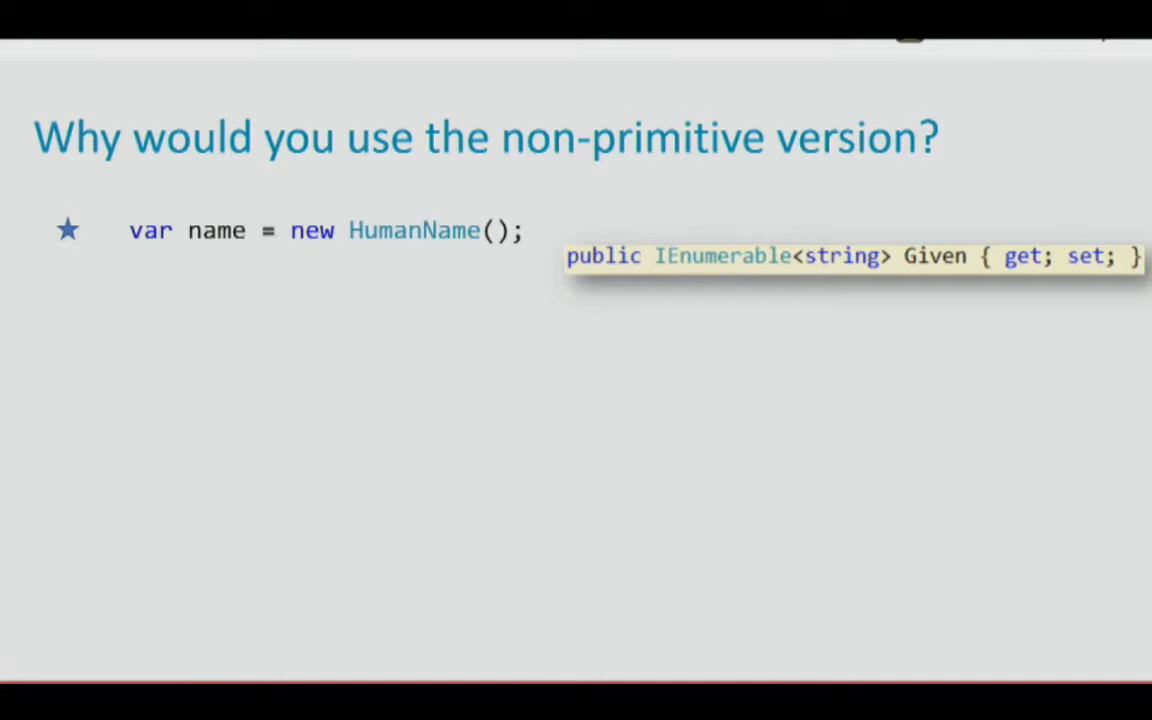 Why would you use the non-primitive version?
★ var name = new HumanName();
public IEnumerable<string> Given { get; set; }